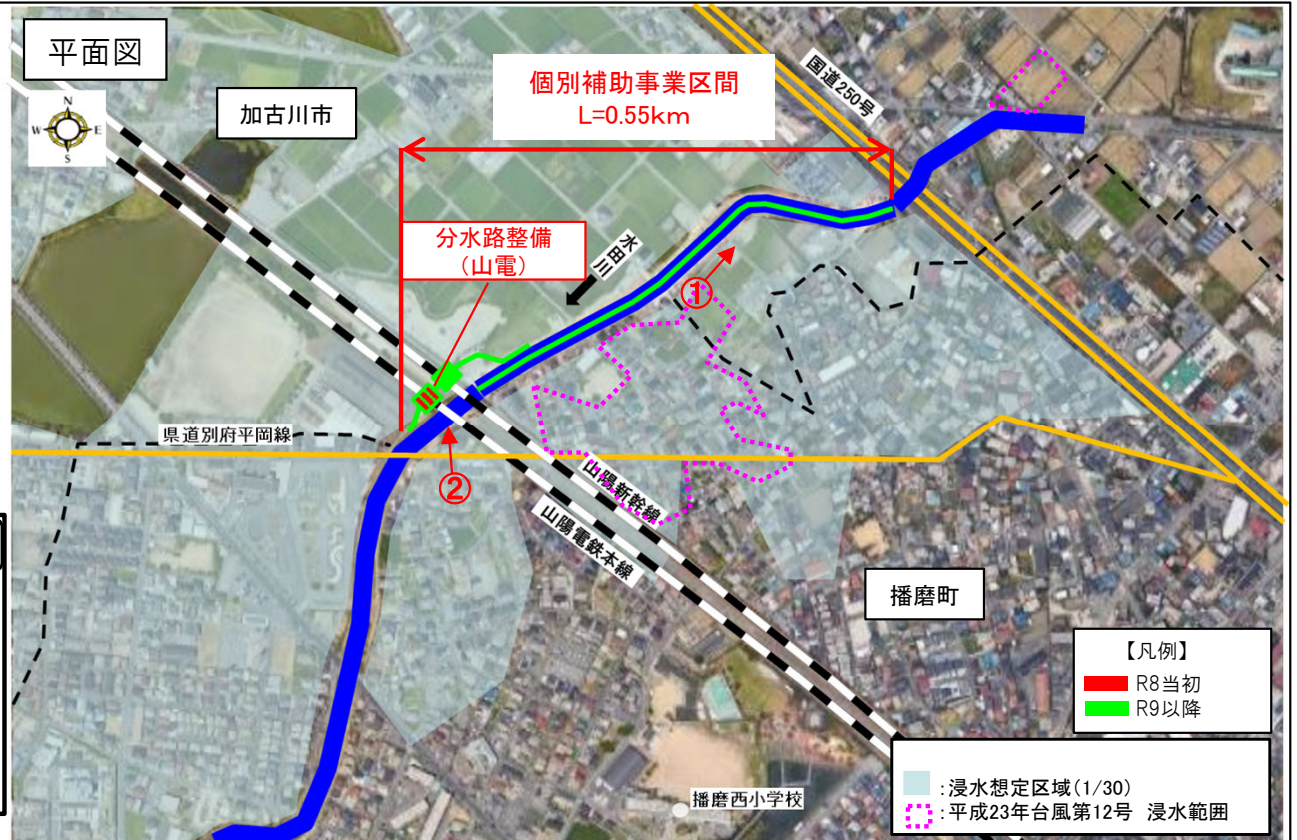 平面図
加古川市
N
W
E
S
個別補助事業区間
L=0.55km
国道250号
分水路整備
(山電)
水田川
①
②
県道別府平岡線
山陽新幹線
山陽電鉄本線
播磨町
播磨西小学校
【凡例】
R8当初
R9以降
:浸水想定区域(1/30)
:平成23年台風第12号 浸水範囲